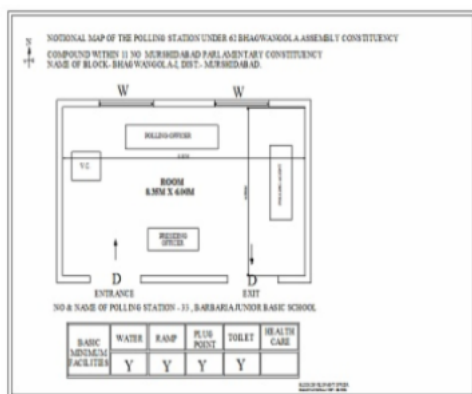 N
NOTIONAL MAP OF THE POLLING STATION UNDER 62 BHAGWANGOLA ASSEMBLY CONSTITUENCY
COMPOUND WITHIN 11 NO MURSHIDABAD PARLIAMENTARY CONSTITUENCY
NAME OF BLOCK:- BHAGWANGOLA-I, DIST:- MURSHIDABAD.
W W
POLLING OFFICER
V.C.
ROOM
8.35M X 6.00M
POLLING AGENT
PRESIDING
OFFICER
D D
ENTRANCE EXIT
NO & NAME OF POLLING STATION - 33 , BARBARIA JUNIOR BASIC SCHOOL
BASIC MINIMUM FACILITIES WATER RAMP PLUG POINT TOILET HEALTH CARE
Y Y Y Y